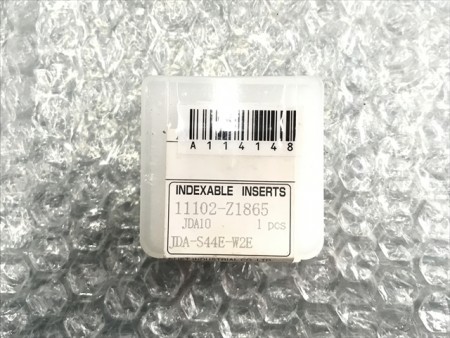 A114148
INDEXABLE INSERTS
11102-Z1865
JDA10 1 pcs
JDA-S44E-W2E